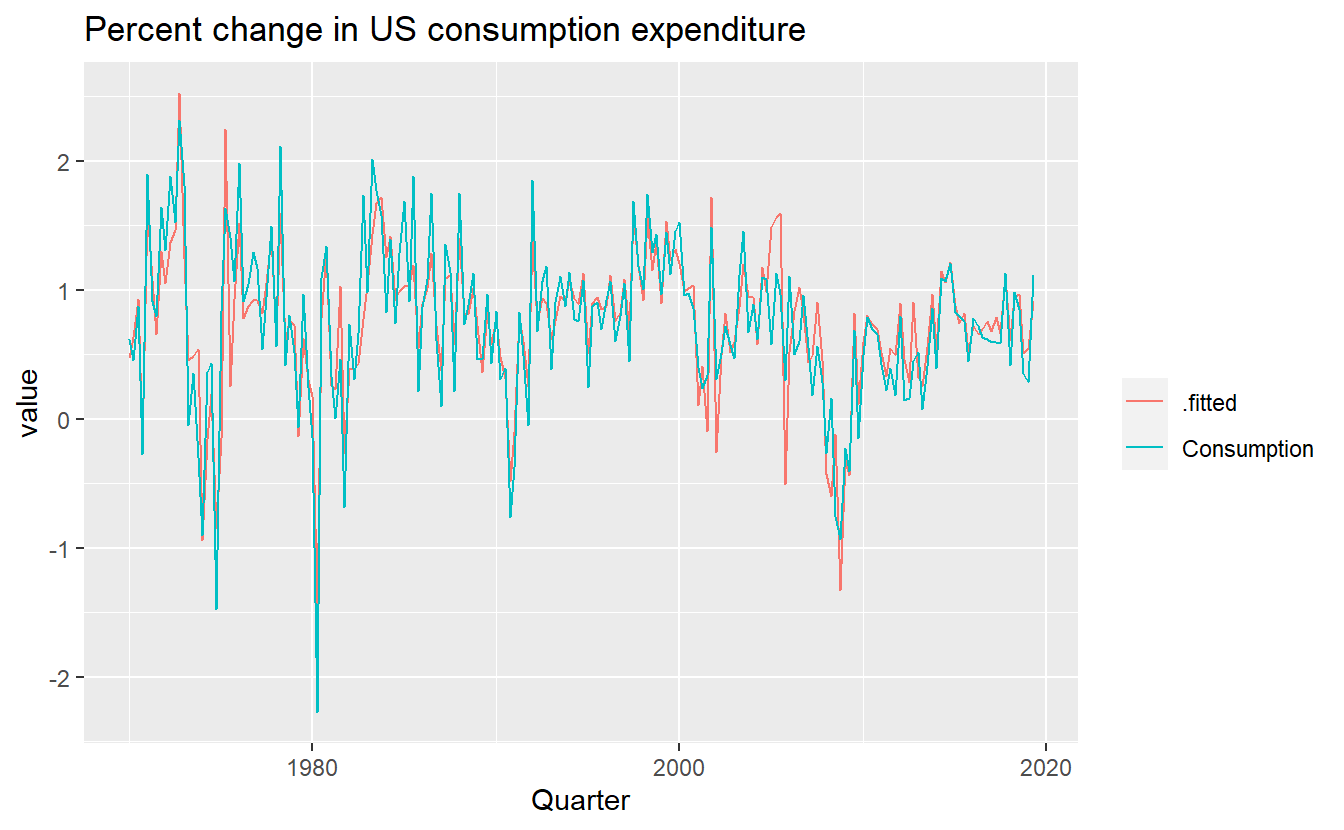 Percent change in US consumption expenditure
value
2
1
0
-1
-2
1980
2000
2020
Quarter
.fitted
Consumption